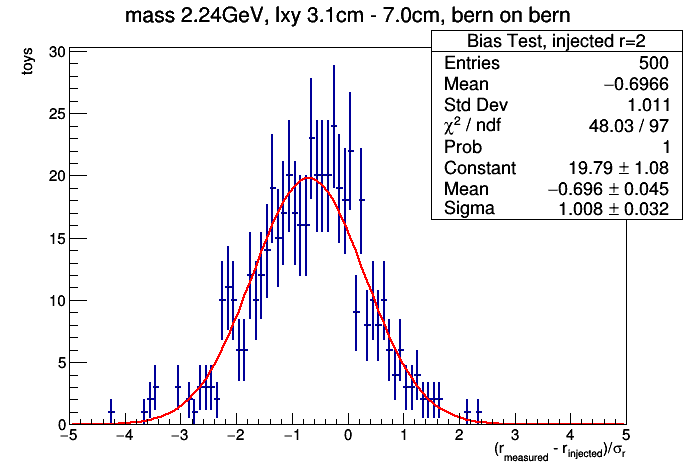 mass 2.24GeV, lxy 3.1cm - 7.0cm, bern on bern
toys
Bias Test, injected r=2
Entries 500
Mean −0.6966
Std Dev 1.011
χ² / ndf 48.03 / 97
Prob 1
Constant 19.79 ± 1.08
Mean −0.696 ± 0.045
Sigma 1.008 ± 0.032
30
25
20
15
10
5
0
−5 −4 −3 −2 −1 0 1 2 3 4 5
(r_measured - r_injected)/σ_r